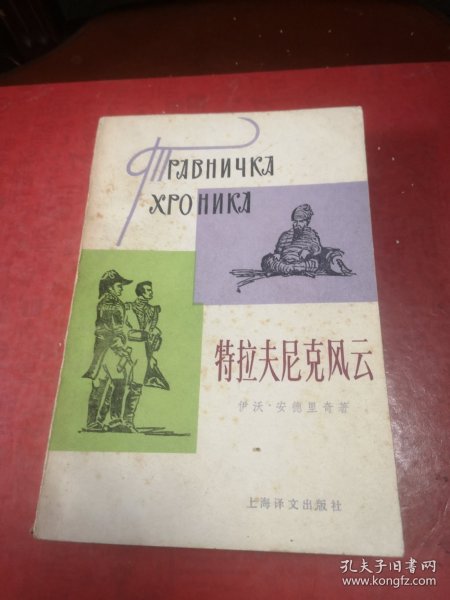 ТРАВНИЧКА
ХРОНИКА
特拉夫尼克风云
伊沃·安德里奇著
上海译文出版社
孔夫子旧书网
www.kongfz.com